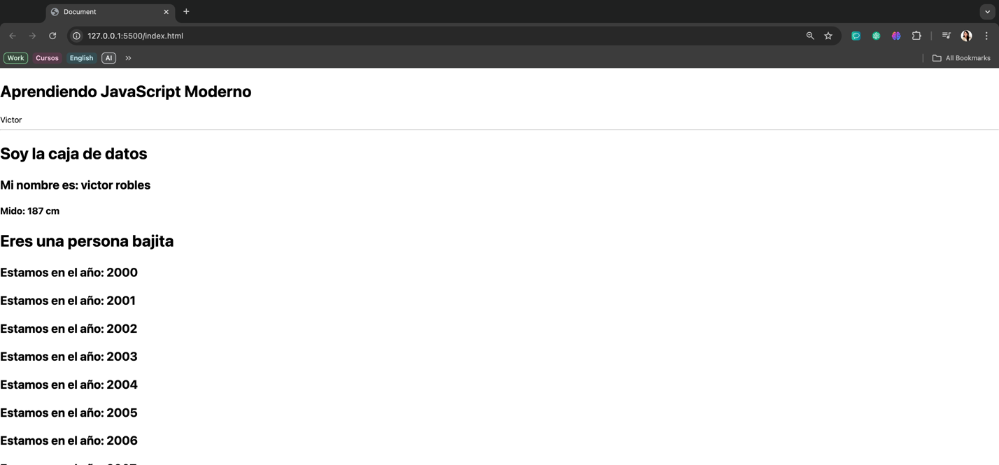 Document
127.0.0.1:5500/index.html
Work Cursos English AI » All Bookmarks
Aprendiendo JavaScript Moderno
Victor
Soy la caja de datos
Mi nombre es: victor robles
Mido: 187 cm
Eres una persona bajita
Estamos en el año: 2000
Estamos en el año: 2001
Estamos en el año: 2002
Estamos en el año: 2003
Estamos en el año: 2004
Estamos en el año: 2005
Estamos en el año: 2006